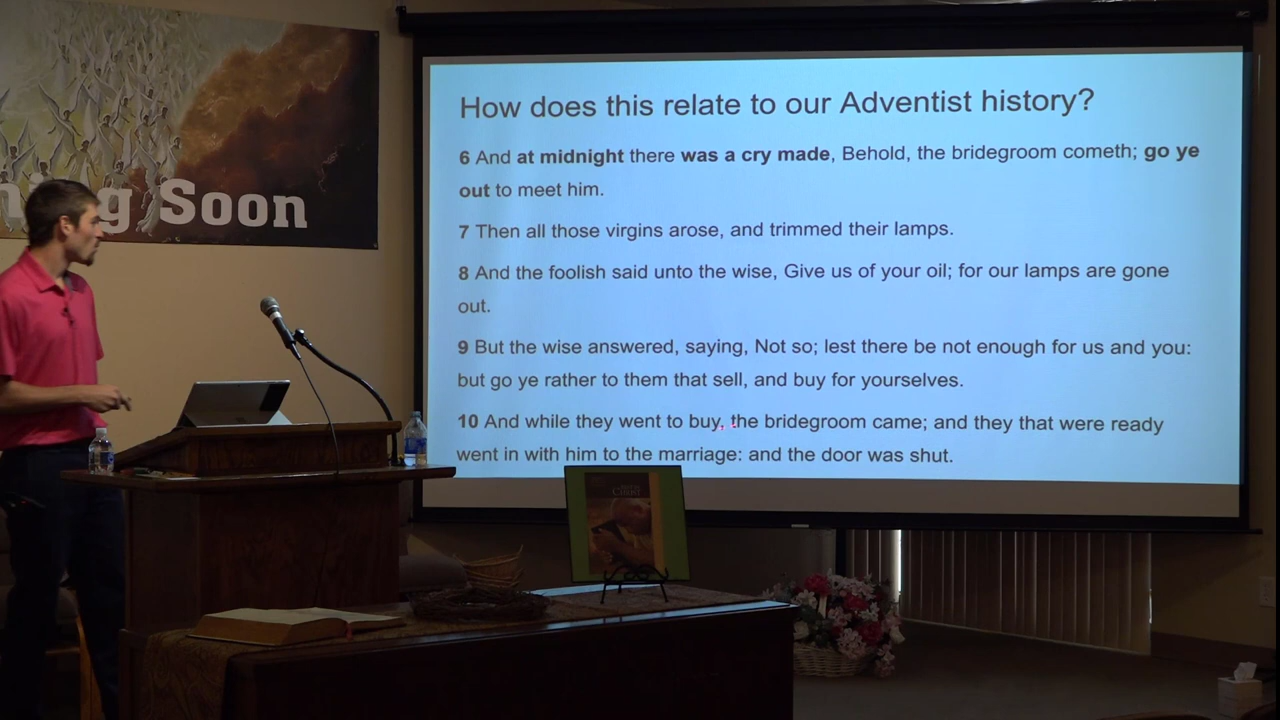 How does this relate to our Adventist history?
6 And at midnight there was a cry made, Behold, the bridegroom cometh; go ye
out to meet him.
7 Then all those virgins arose, and trimmed their lamps.
8 And the foolish said unto the wise, Give us of your oil; for our lamps are gone
out.
9 But the wise answered, saying, Not so; lest there be not enough for us and you:
but go ye rather to them that sell, and buy for yourselves.
10 And while they went to buy, the bridegroom came; and they that were ready
went in with him to the marriage: and the door was shut.
ng Soon
CHRIST